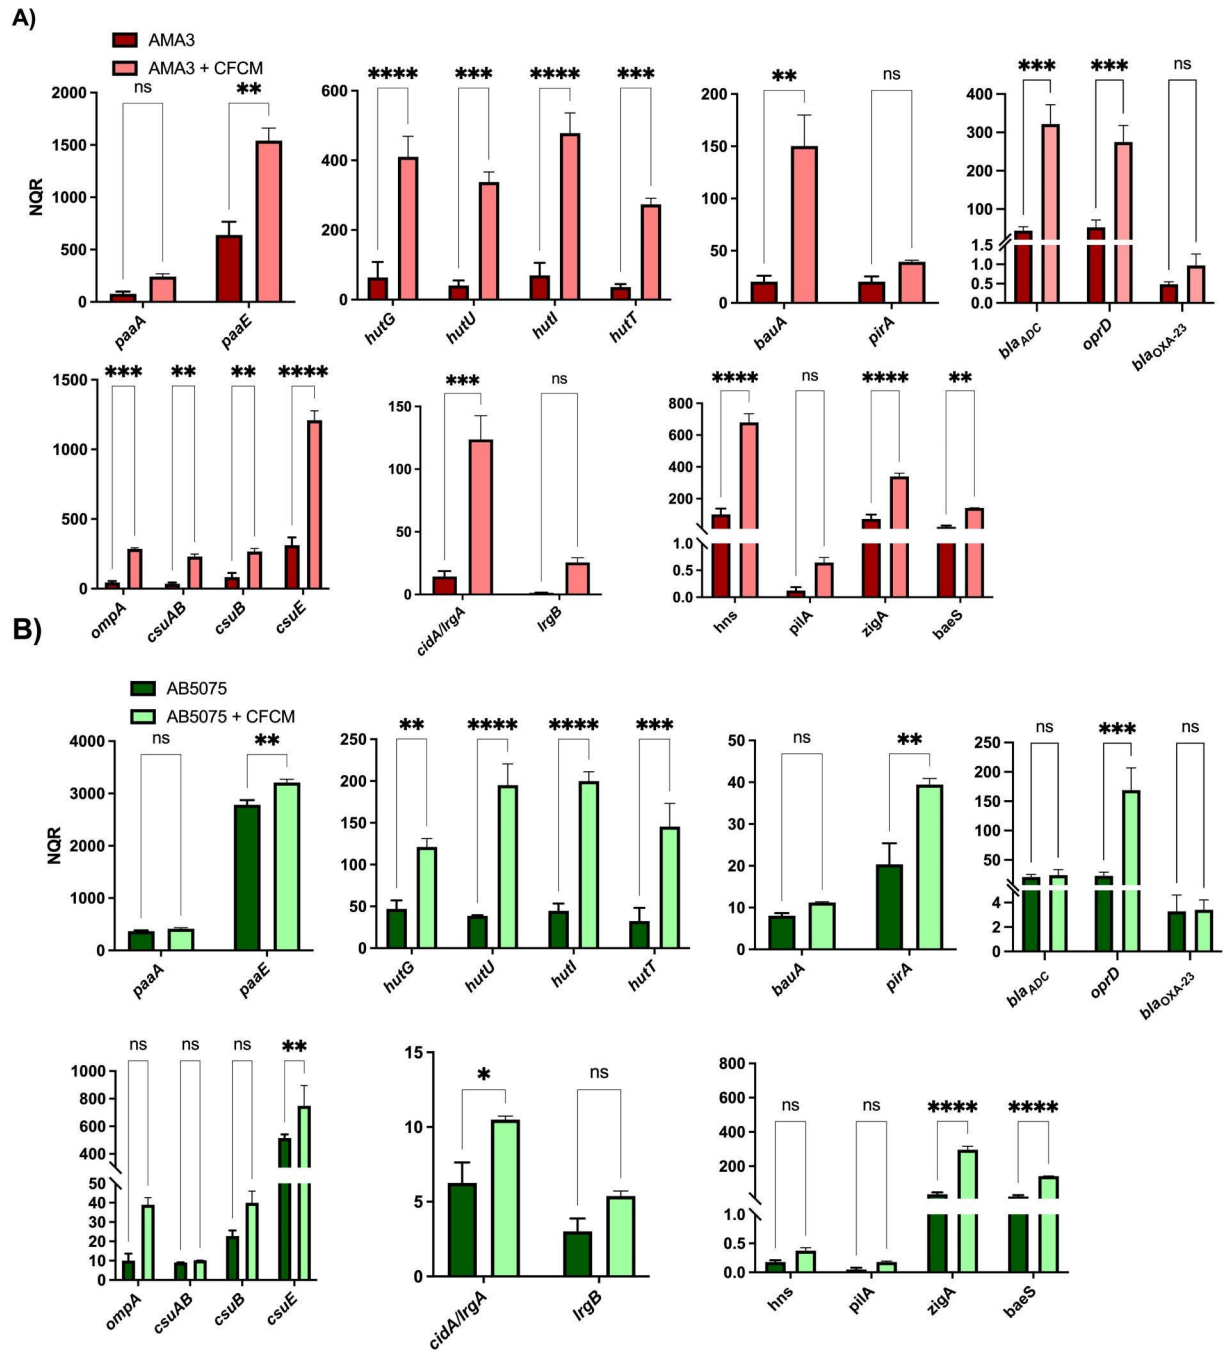 A)
AMA3
AMA3 + CFCM
NQR
2000
1500
1000
500
0
ns
**
paaA
paaE
600
400
200
0
****
***
****
***
hutG
hutU
hutI
hutT
200
150
100
50
0
**
ns
bauA
pirA
400
300
200
100
1.5
1.0
0.5
0.0
***
***
ns
blaADC
oprD
blaOXA-23
1500
1000
500
0
***
**
**
****
ompA
csuAB
csuB
csuE
150
100
50
0
***
ns
cidA/lrgA
lrgB
800
600
400
200
1.0
0.5
0.0
****
ns
****
**
hns
pilA
zigA
baeS
B)
AB5075
AB5075 + CFCM
NQR
4000
3000
2000
1000
0
ns
**
paaA
paaE
250
200
150
100
50
0
**
****
****
***
hutG
hutU
hutI
hutT
50
40
30
20
10
0
ns
**
bauA
pirA
250
200
150
100
50
4
2
0
ns
***
ns
blaADC
oprD
blaOXA-23
1000
800
600
400
50
40
30
20
10
0
ns
ns
ns
**
ompA
csuAB
csuB
csuE
15
10
5
0
*
ns
cidA/lrgA
lrgB
800
600
400
200
1.0
0.5
0.0
ns
ns
****
****
hns
pilA
zigA
baeS